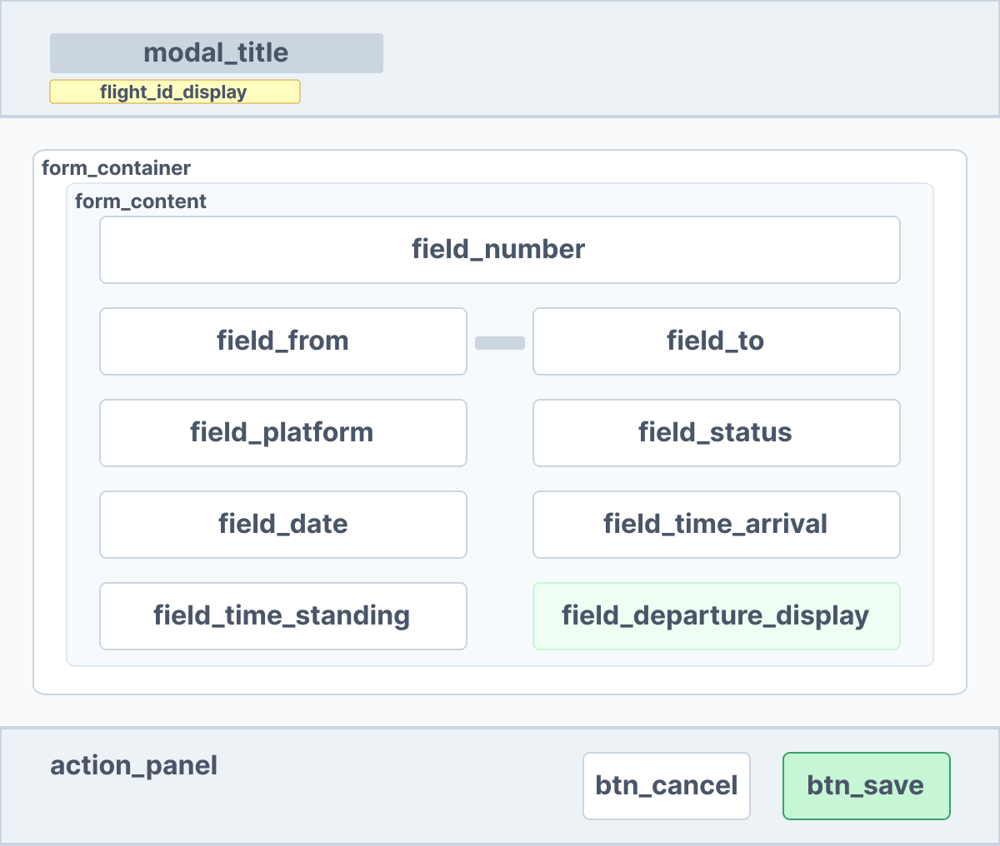 modal_title
flight_id_display
form_container
form_content
field_number
field_from
field_to
field_platform
field_status
field_date
field_time_arrival
field_time_standing
field_departure_display
action_panel
btn_cancel
btn_save